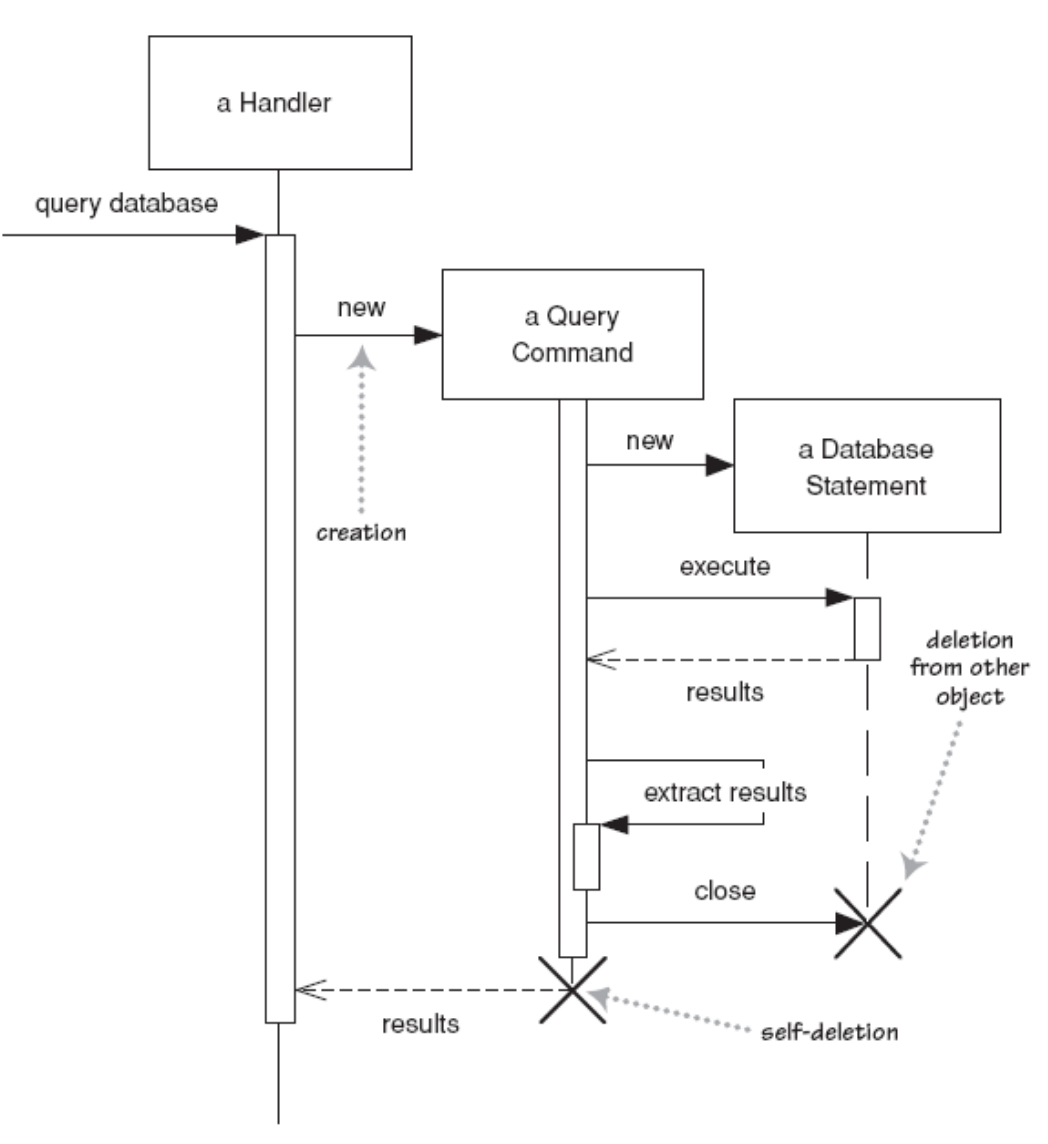 a Handler
query database
new
a Query
Command
new
a Database
Statement
creation
execute
deletion
from other
object
results
extract results
close
results
self-deletion